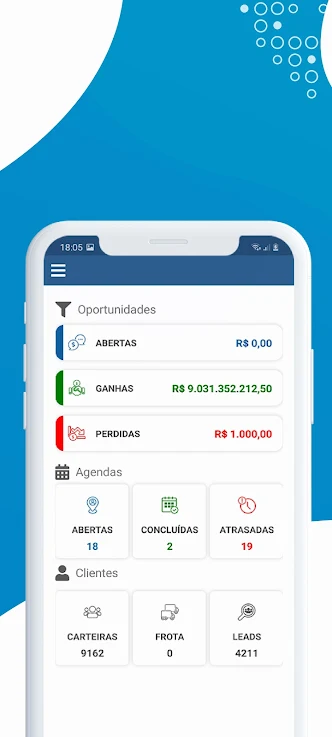 18:05
Oportunidades
ABERTAS R$ 0,00
GANHAS R$ 9.031.352.212,50
PERDIDAS R$ 1.000,00
Agendas
ABERTAS CONCLUÍDAS ATRASADAS
18 2 19
Clientes
CARTEIRAS FROTA LEADS
9162 0 4211